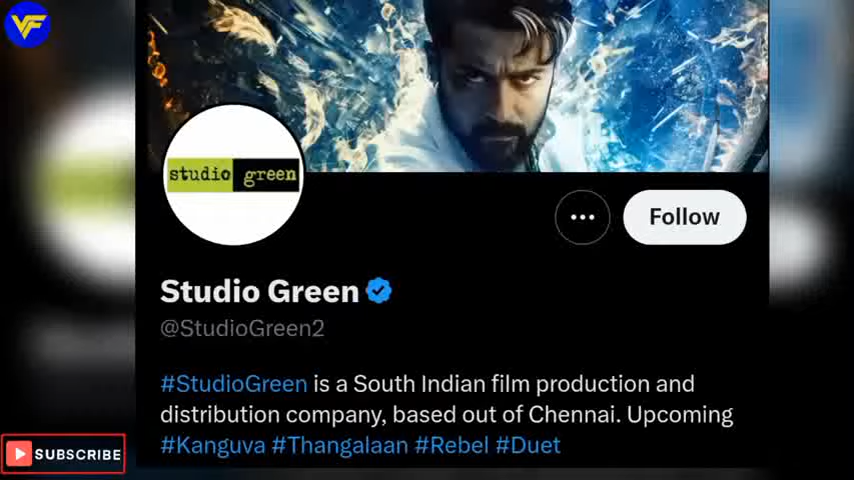 VF
studio green
Follow
Studio Green
@StudioGreen2
#StudioGreen is a South Indian film production and
distribution company, based out of Chennai. Upcoming
#Kanguva #Thangalaan #Rebel #Duet
SUBSCRIBE